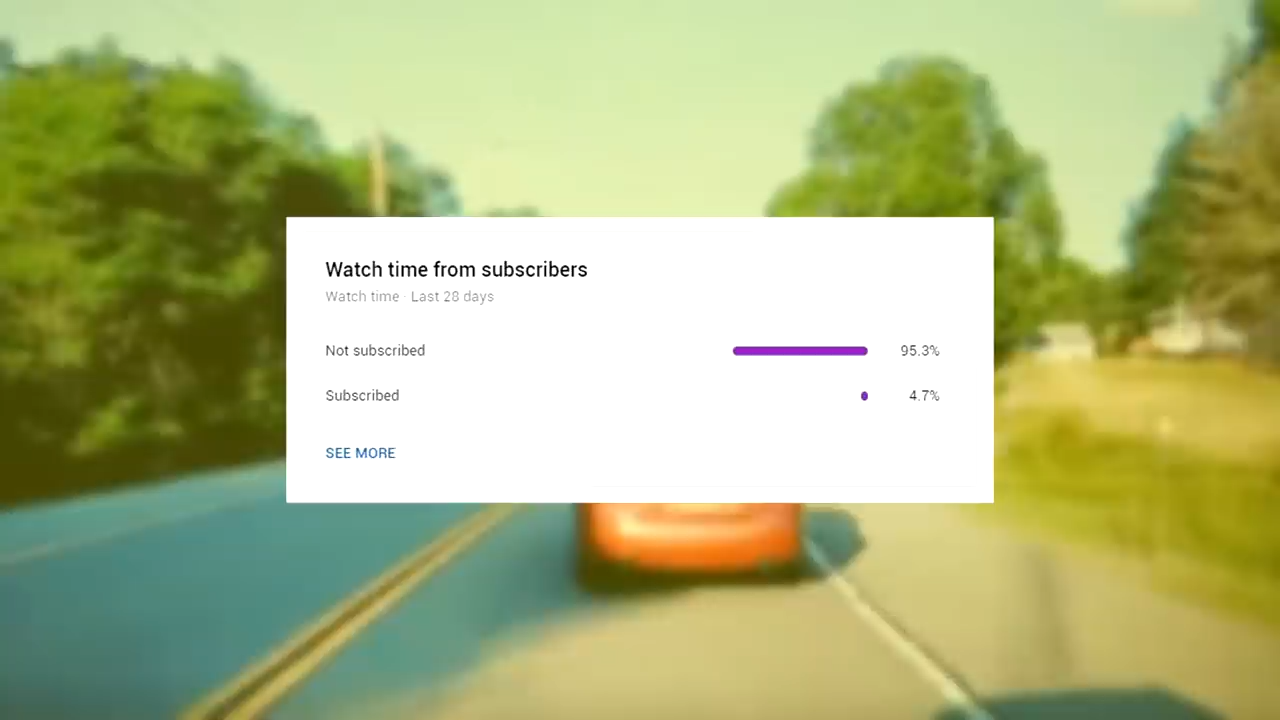 Watch time from subscribers
Watch time · Last 28 days
Not subscribed 95.3%
Subscribed 4.7%
SEE MORE